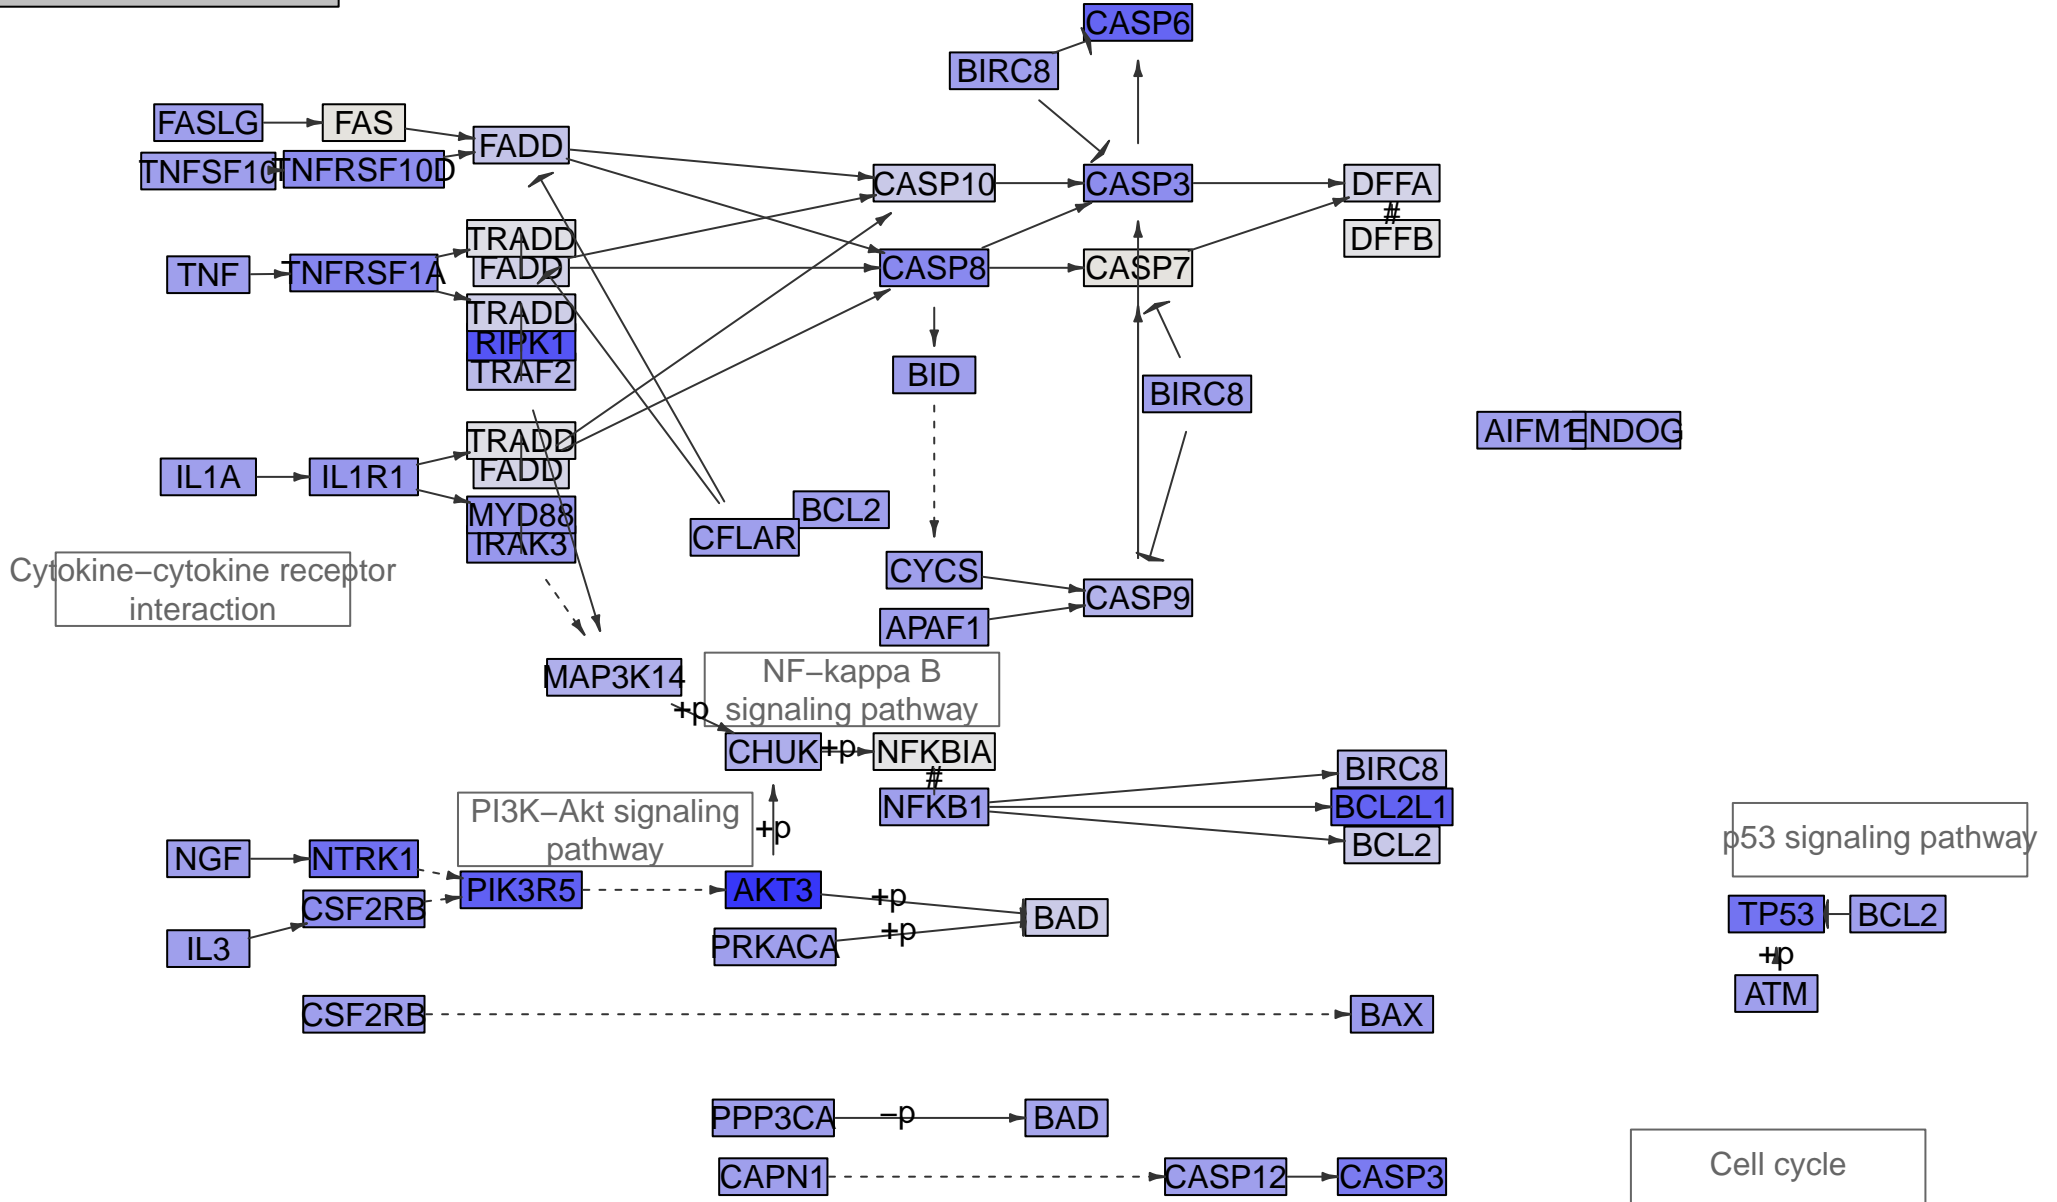 CASP6
BIRC8
FASLG
FAS
FADD
TNFSF10
TNFRSF10D
CASP10
CASP3
DFFA
#
DFFB
TRADD
FADD
TNF
TNFRSF1A
CASP8
CASP7
TRADD
RIPK1
TRAF2
BID
BIRC8
AIFM1
ENDOG
TRADD
FADD
IL1A
IL1R1
MYD88
IRAK3
BCL2
CFLAR
Cytokine−cytokine receptor
interaction
CYCS
CASP9
APAF1
MAP3K14
NF−kappa B
signaling pathway
+p
CHUK
+p
NFKBIA
#
NFKB1
BIRC8
BCL2L1
BCL2
PI3K−Akt signaling
pathway
+p
p53 signaling pathway
NGF
NTRK1
PIK3R5
AKT3
+p
CSF2RB
BAD
TP53
BCL2
IL3
PRKACA
+p
+p
ATM
CSF2RB
BAX
PPP3CA
−p
BAD
CAPN1
CASP12
CASP3
Cell cycle